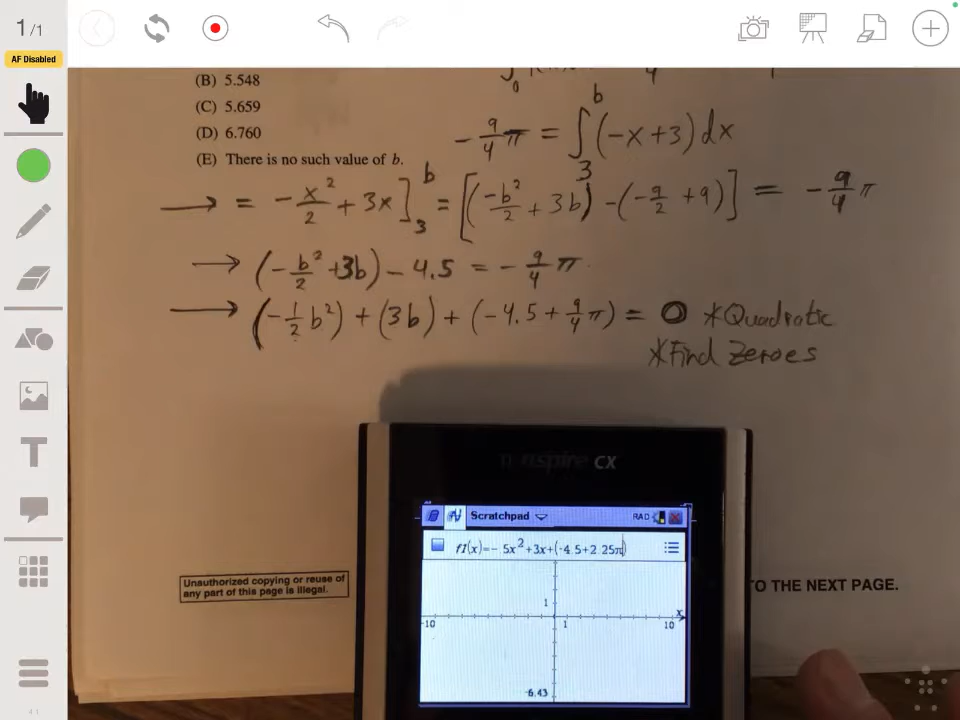 1/1
AF Disabled
(B) 5.548
(C) 5.659
(D) 6.760
(E) There is no such value of b.
-9/4 π = ∫₃ᵇ (-x+3) dx
→ = -x²/2 + 3x]₃ᵇ = [(-b²/2 + 3b) - (-9/2 + 9)] = -9/4 π
→ (-b²/2 + 3b) - 4.5 = -9/4 π
→ (-1/2 b²) + (3b) + (-4.5 + 9/4 π) = 0 *Quadratic
*Find Zeroes
nspire CX
Scratchpad RAD
f1(x)=-.5x²+3x+(-4.5+2.25π)
1
-10 1 10 x
-6.43
Unauthorized copying or reuse of
any part of this page is illegal.
O THE NEXT PAGE.
T